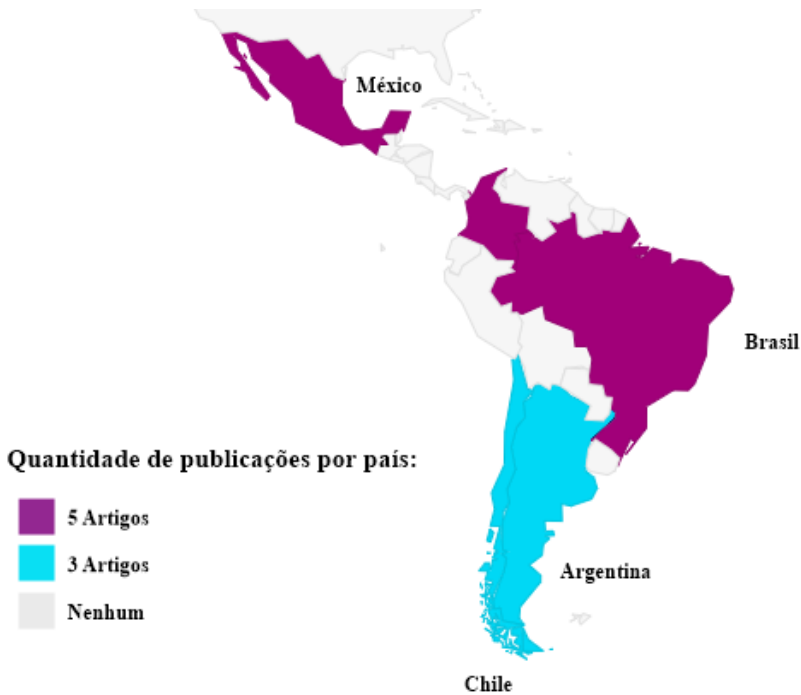 México
Brasil
Quantidade de publicações por país:
5 Artigos
3 Artigos
Nenhum
Argentina
Chile